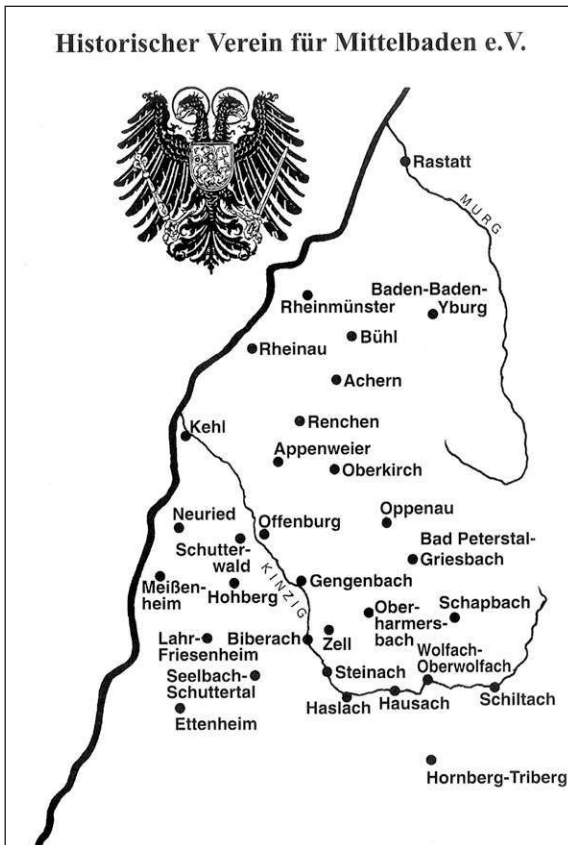 Historischer Verein für Mittelbaden e.V.
Rastatt
MURG
Baden-Baden-
Yburg
Rheinmünster
Bühl
Rheinau
Achern
Kehl
Renchen
Appenweier
Oberkirch
Neuried
Offenburg
Oppenau
Schutter-
wald
Bad Peterstal-
Griesbach
KINZIG
Meißen-
heim
Hohberg
Gengenbach
Ober-
harmers-
bach
Schapbach
Lahr-
Friesenheim
Biberach
Zell
Wolfach-
Oberwolfach
Seelbach-
Schuttertal
Steinach
Ettenheim
Haslach
Hausach
Schiltach
Hornberg-Triberg